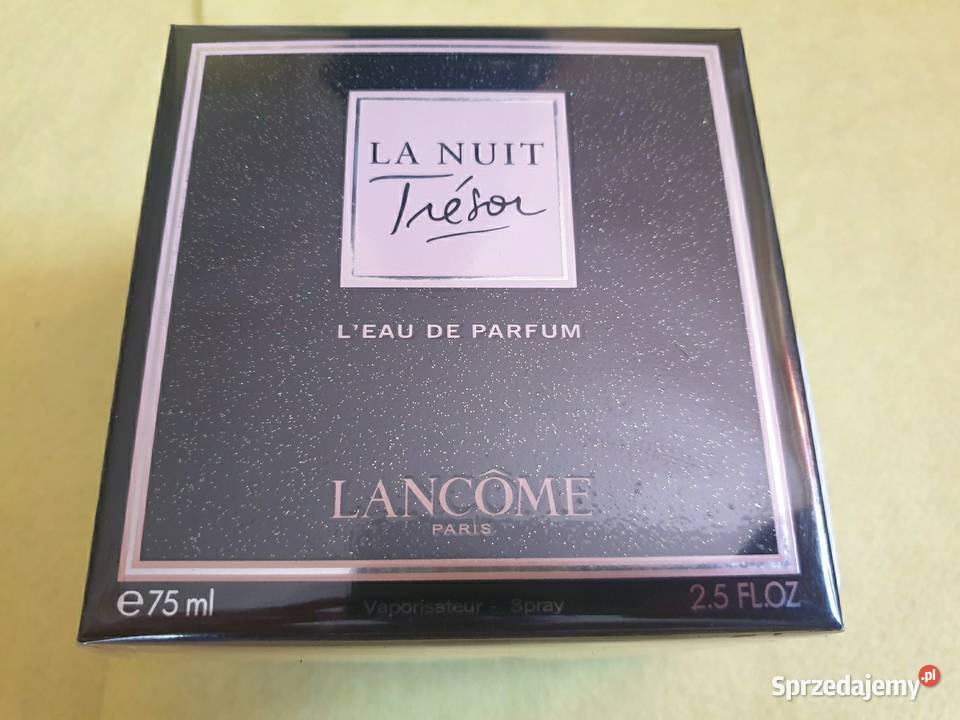 LA NUIT
Trésor
L'EAU DE PARFUM
LANCÔME
PARIS
℮75 ml
Vaporisateur - Spray
2.5 FL.OZ
Sprzedajemy.pl